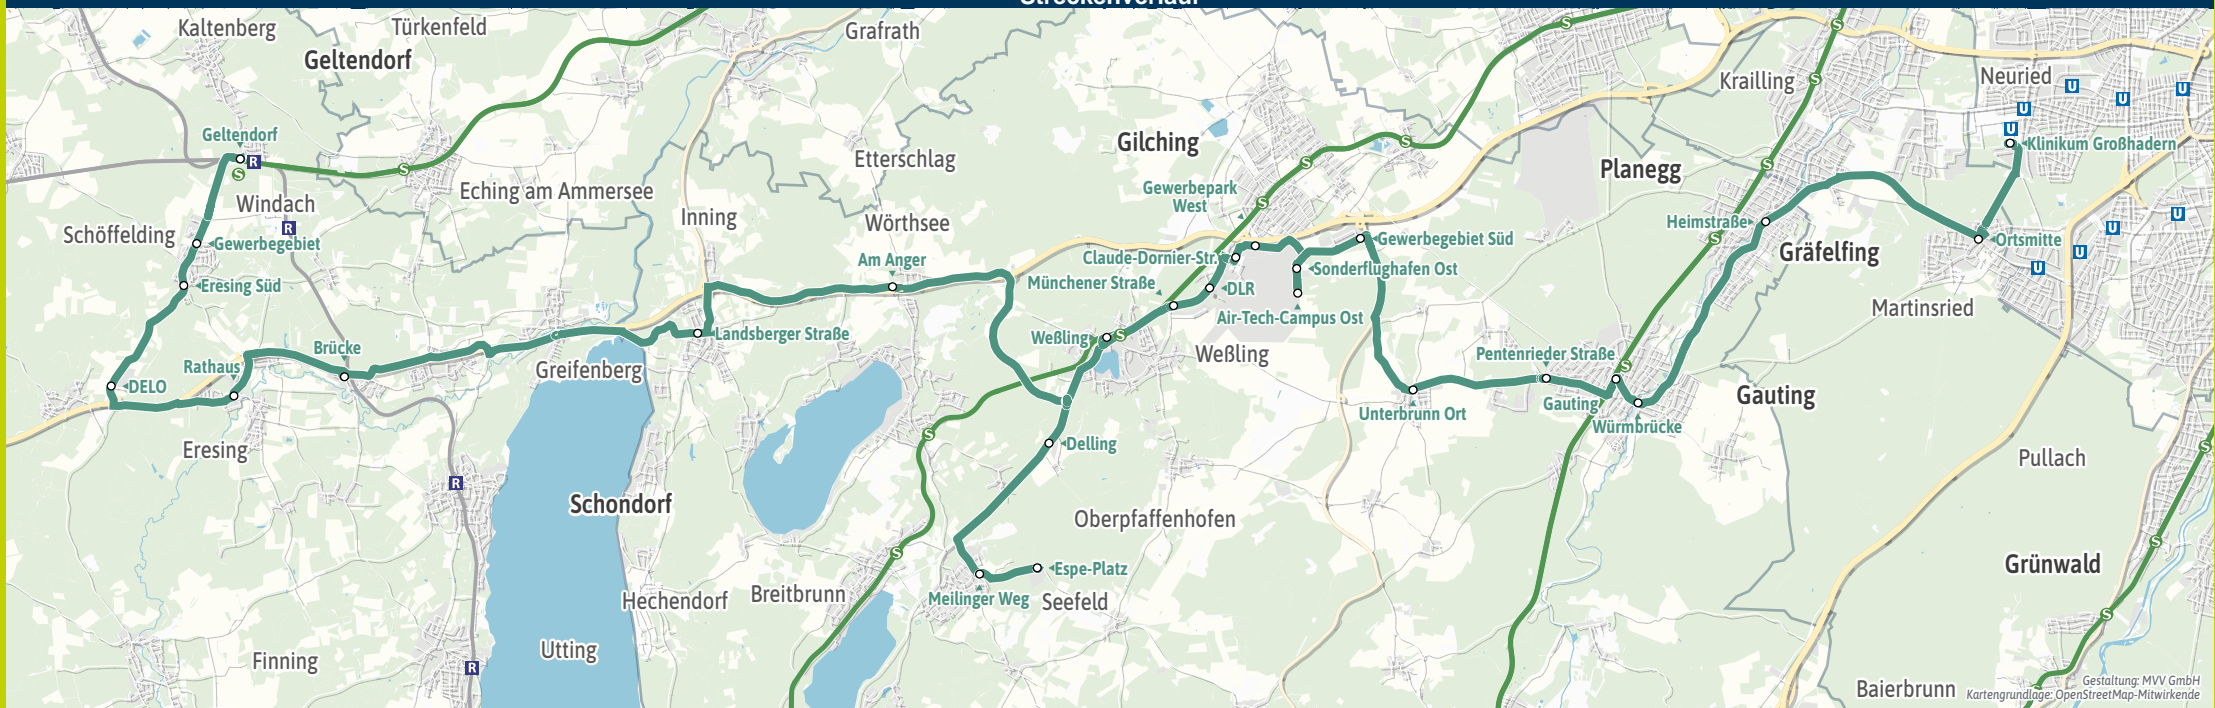 Streckenverlauf
Kaltenberg
Türkenfeld
Grafrath
Geltendorf
Krailling
Neuried
U
U
U
U
U
Geltendorf
R
S
S
Gilching
Etterschlag
Planegg
Klinikum Großhadern
Eching am Ammersee
Windach
R
Gewerbepark
West
Inning
Wörthsee
Schöffelding
Gewerbegebiet
Heimstraße
Gräfelfing
Ortsmitte
U
U
U
Gewerbegebiet Süd
Am Anger
Claude-Dornier-Str.
Sonderflughafen Ost
Eresing Süd
Münchener Straße
DLR
Martinsried
Air-Tech-Campus Ost
Landsberger Straße
Weßling
S
Weßling
Brücke
Rathaus
Greifenberg
Pentenrieder Straße
DELO
Gauting
Gauting
Unterbrunn Ort
Würmbrücke
Eresing
Delling
Pullach
R
Schondorf
Oberpfaffenhofen
Espe-Platz
Grünwald
Hechendorf
Breitbrunn
Meilinger Weg
Seefeld
Utting
Finning
R
Baierbrunn
Gestaltung: MVV GmbH
Kartengrundlage: OpenStreetMap-Mitwirkende